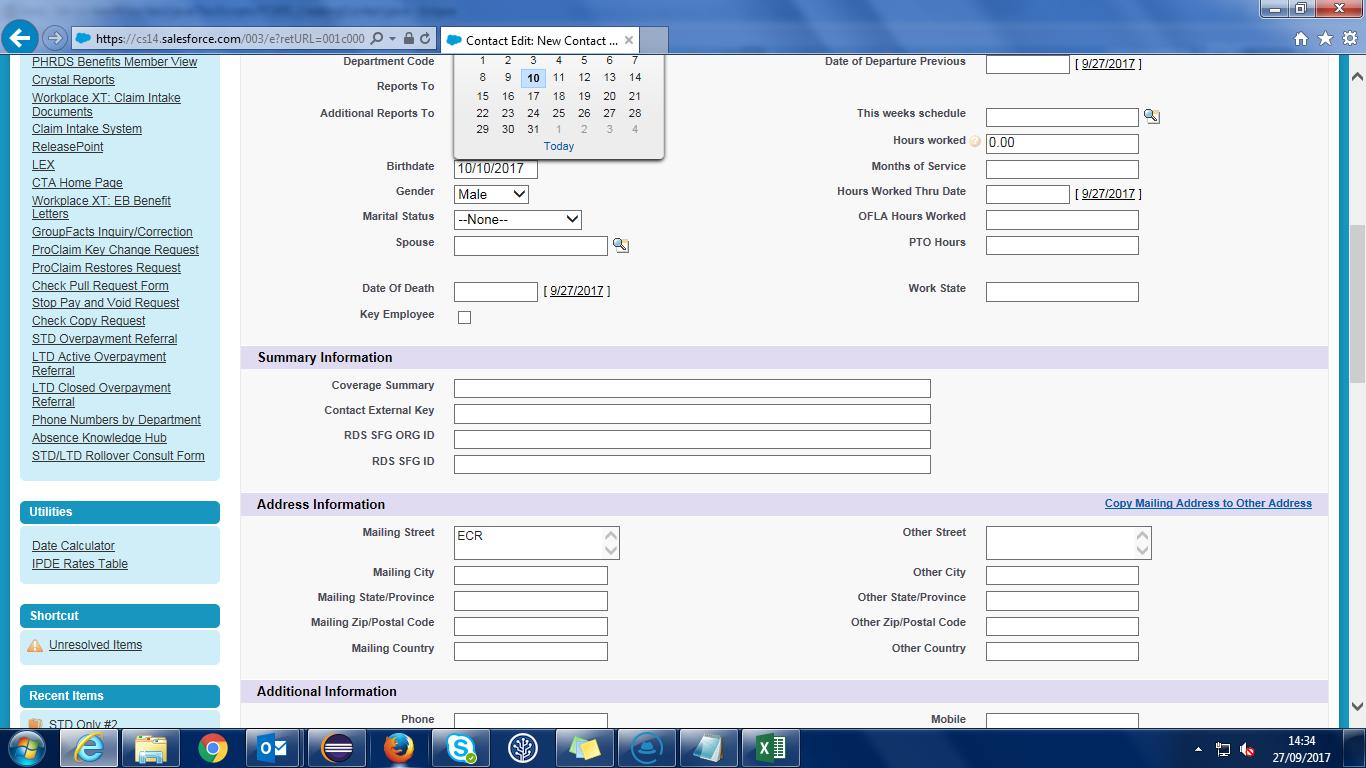 https://cs14.salesforce.com/003/e?retURL=001c000
Contact Edit: New Contact ...
PHRDS Benefits Member View
Crystal Reports
Workplace XT: Claim Intake
Documents
Claim Intake System
ReleasePoint
LEX
CTA Home Page
Workplace XT: EB Benefit
Letters
GroupFacts Inquiry/Correction
ProClaim Key Change Request
ProClaim Restores Request
Check Pull Request Form
Stop Pay and Void Request
Check Copy Request
STD Overpayment Referral
LTD Active Overpayment
Referral
LTD Closed Overpayment
Referral
Phone Numbers by Department
Absence Knowledge Hub
STD/LTD Rollover Consult Form
Utilities
Date Calculator
IPDE Rates Table
Shortcut
Unresolved Items
Recent Items
STD Only #2
Department Code
Reports To
Additional Reports To
1 2 3 4 5 6 7
8 9 10 11 12 13 14
15 16 17 18 19 20 21
22 23 24 25 26 27 28
29 30 31 1 2 3 4
Today
Date of Departure Previous [ 9/27/2017 ]
This weeks schedule
Hours worked 0.00
Birthdate 10/10/2017 Months of Service
Gender Male Hours Worked Thru Date [ 9/27/2017 ]
Marital Status --None-- OFLA Hours Worked
Spouse PTO Hours
Date Of Death [ 9/27/2017 ] Work State
Key Employee
Summary Information
Coverage Summary
Contact External Key
RDS SFG ORG ID
RDS SFG ID
Address Information Copy Mailing Address to Other Address
Mailing Street ECR Other Street
Mailing City Other City
Mailing State/Province Other State/Province
Mailing Zip/Postal Code Other Zip/Postal Code
Mailing Country Other Country
Additional Information
Phone Mobile
14:34
27/09/2017